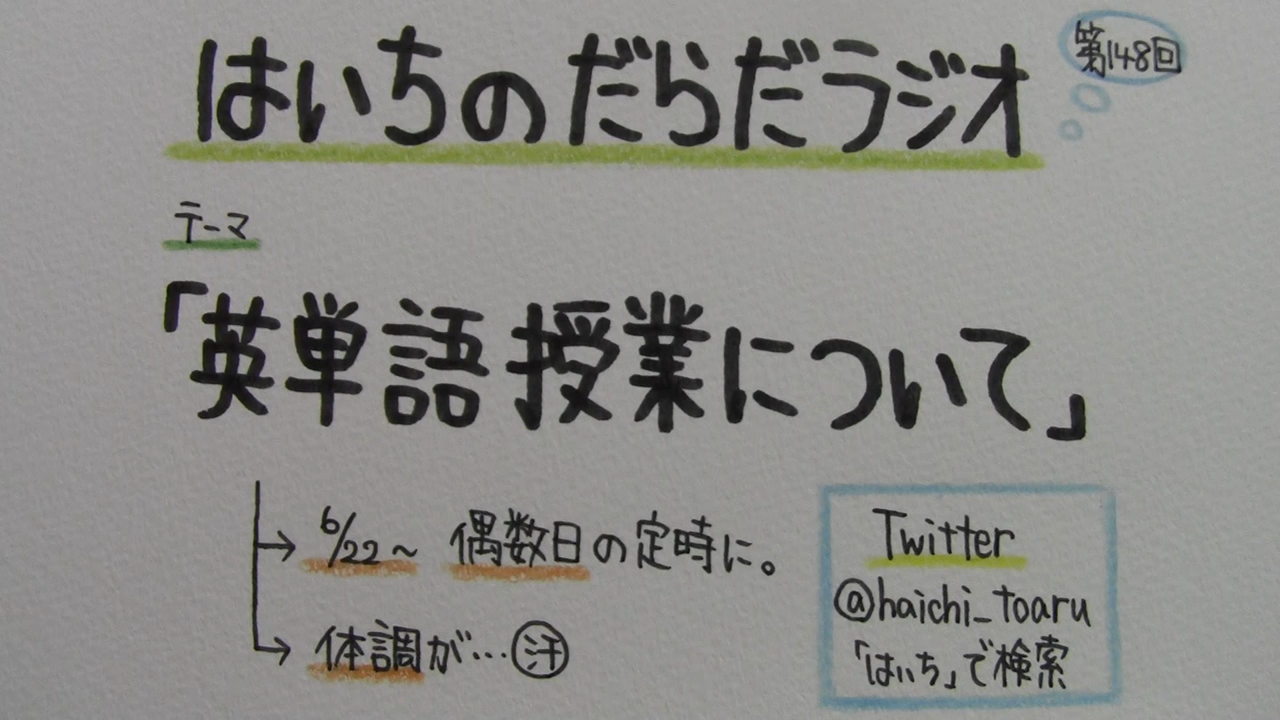 はいちのだらだラジオ
第148回
テーマ
「英単語授業について」
6/22〜 偶数日の定時に。
体調が…㊋汗
Twitter
@haichi_toaru
「はいち」で検索